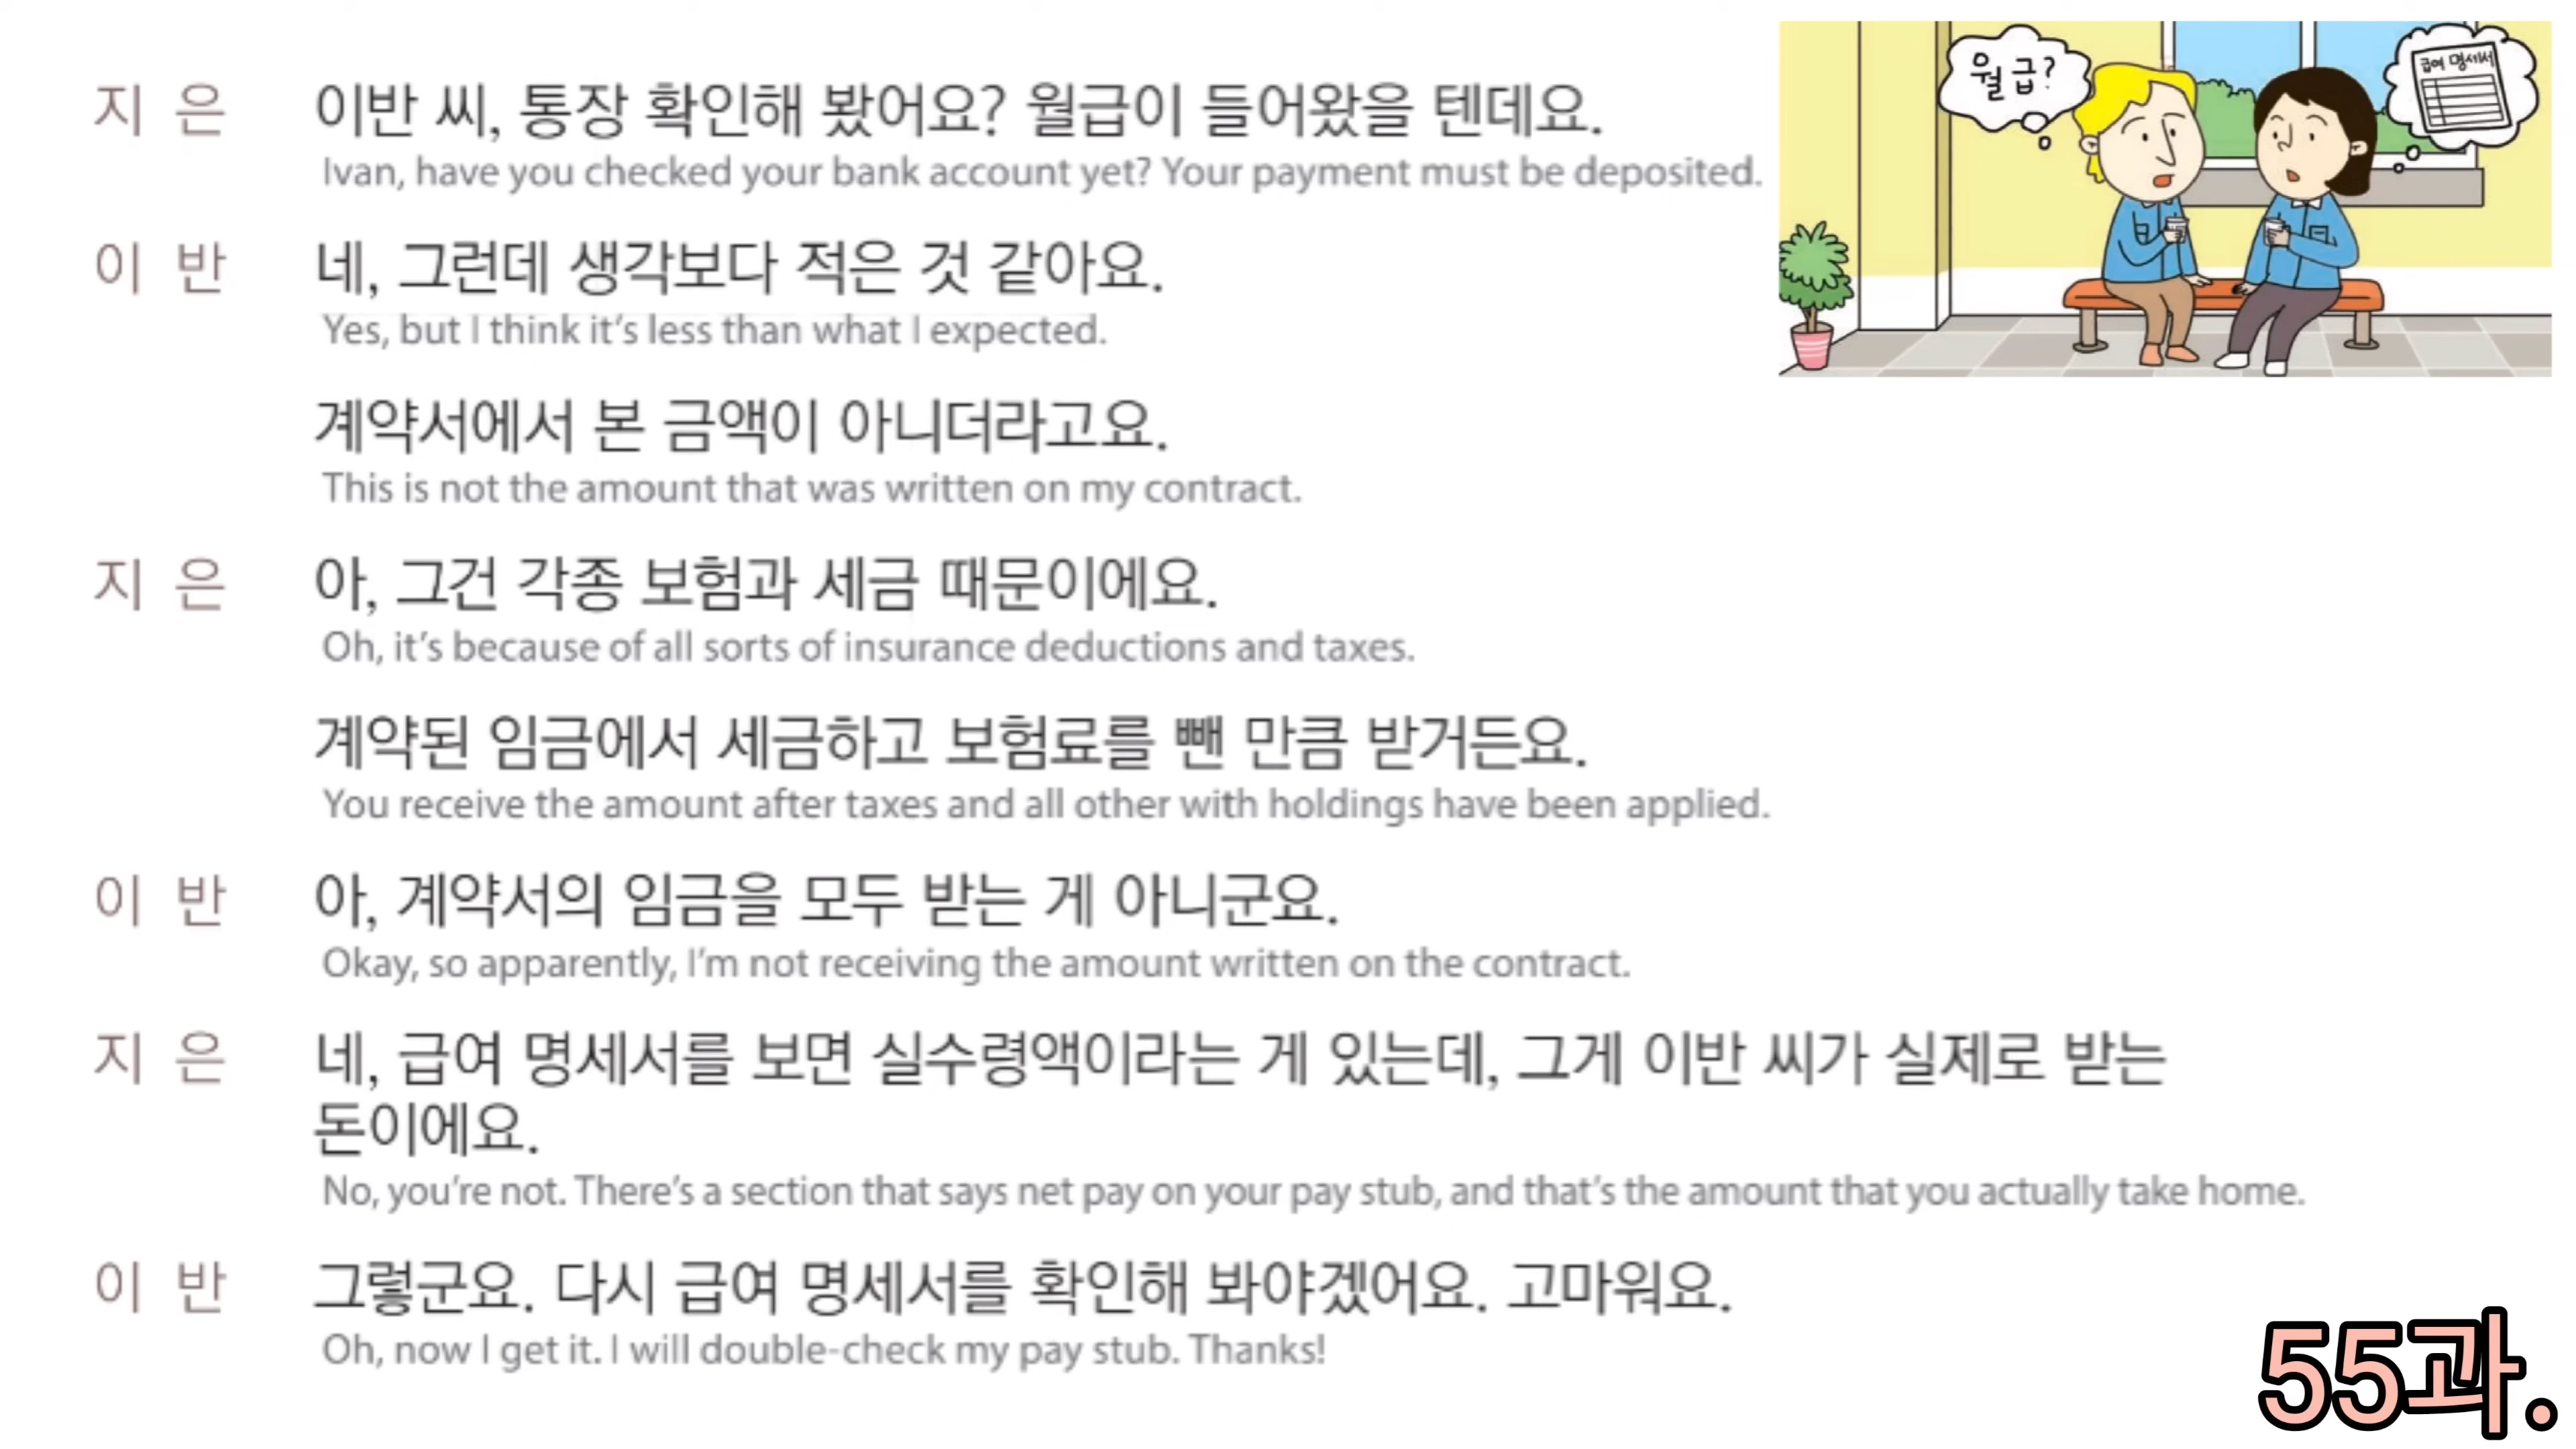 월급?
급여 명세서
지은 이반 씨, 통장 확인해 봤어요? 월급이 들어왔을 텐데요.
Ivan, have you checked your bank account yet? Your payment must be deposited.
이반 네, 그런데 생각보다 적은 것 같아요.
Yes, but I think it's less than what I expected.
계약서에서 본 금액이 아니더라고요.
This is not the amount that was written on my contract.
지은 아, 그건 각종 보험과 세금 때문이에요.
Oh, it's because of all sorts of insurance deductions and taxes.
계약된 임금에서 세금하고 보험료를 뺀 만큼 받거든요.
You receive the amount after taxes and all other with holdings have been applied.
이반 아, 계약서의 임금을 모두 받는 게 아니군요.
Okay, so apparently, I'm not receiving the amount written on the contract.
지은 네, 급여 명세서를 보면 실수령액이라는 게 있는데, 그게 이반 씨가 실제로 받는
돈이에요.
No, you're not. There's a section that says net pay on your pay stub, and that's the amount that you actually take home.
이반 그렇군요. 다시 급여 명세서를 확인해 봐야겠어요. 고마워요.
Oh, now I get it. I will double-check my pay stub. Thanks!
55과.